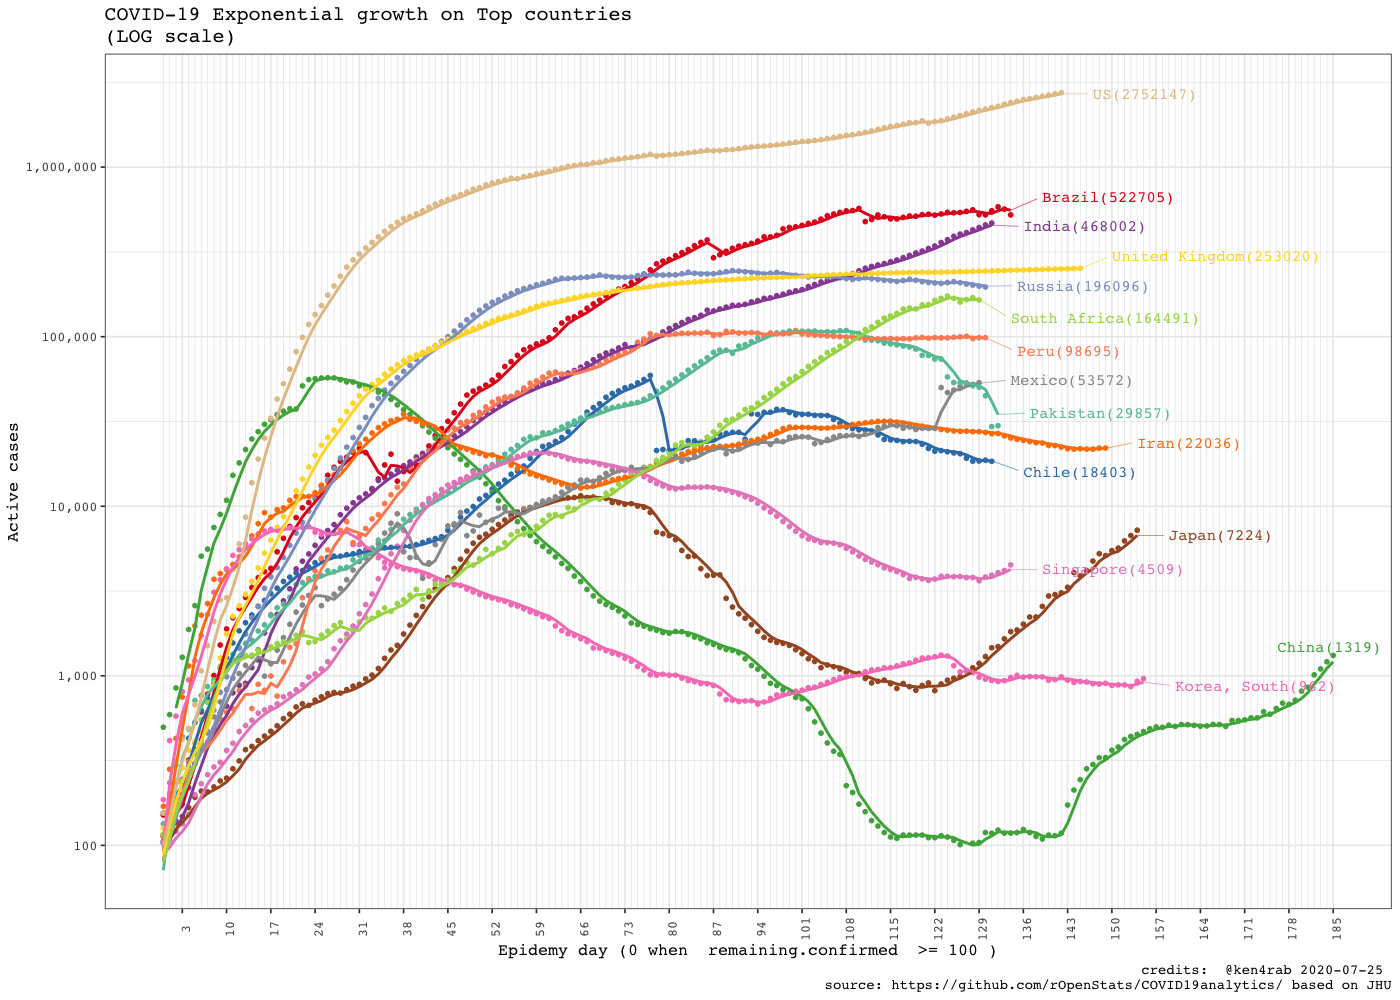 COVID-19 Exponential growth on Top countries
(LOG scale)
Active cases
1,000,000
100,000
10,000
1,000
100
US(2752147)
Brazil(522705)
India(468002)
United Kingdom(253020)
Russia(196096)
South Africa(164491)
Peru(98695)
Mexico(53572)
Pakistan(29857)
Iran(22036)
Chile(18403)
Japan(7224)
Singapore(4509)
China(1319)
Korea, South(962)
3 10 17 24 31 38 45 52 59 66 73 80 87 94 101 108 115 122 129 136 143 150 157 164 171 178 185
Epidemy day (0 when  remaining.confirmed  >= 100 )
credits:  @ken4rab 2020-07-25
source: https://github.com/rOpenStats/COVID19analytics/ based on JHU